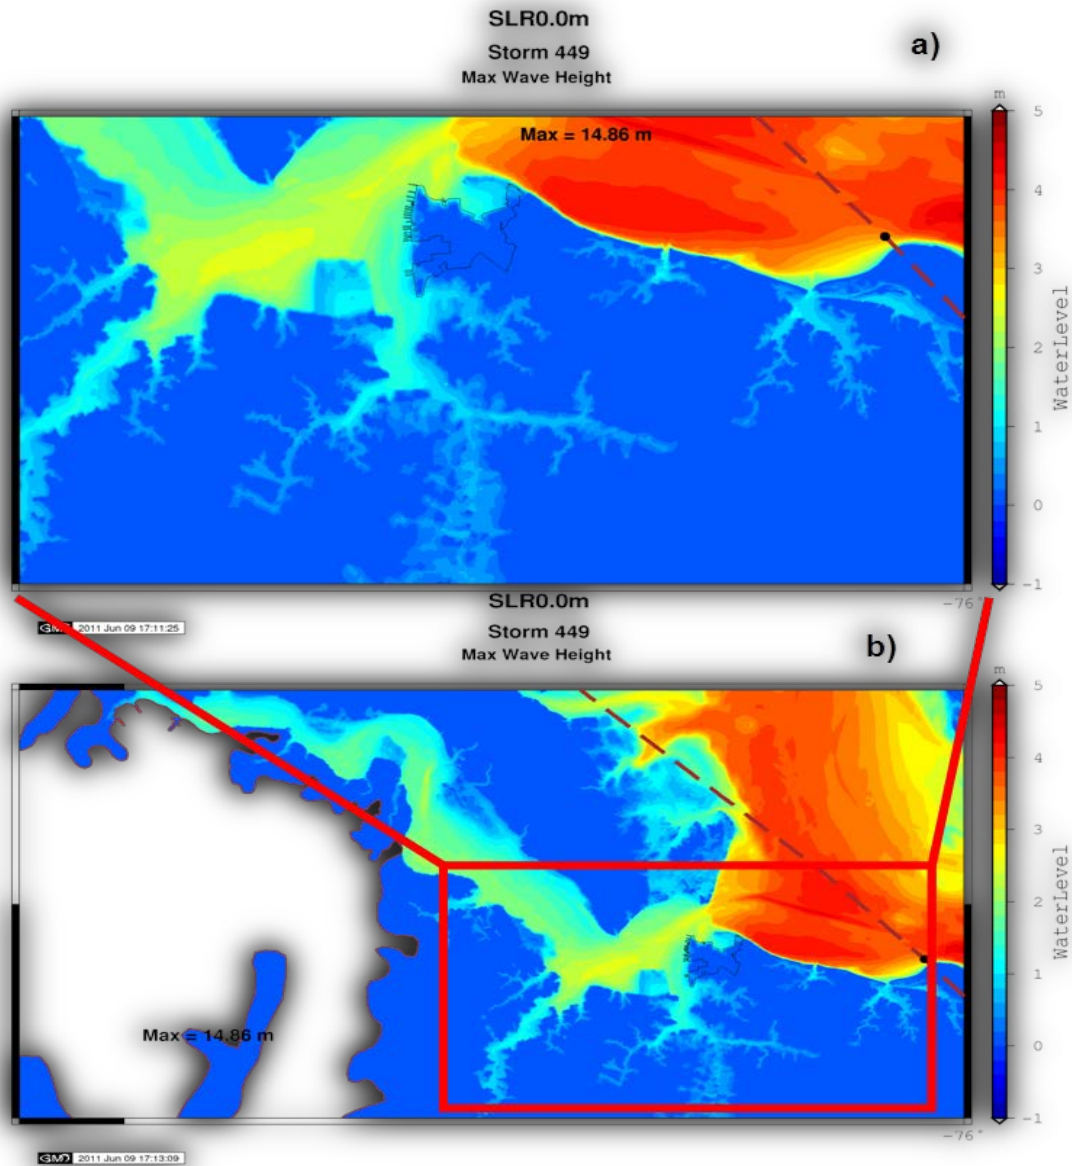 SLR0.0m
Storm 449
Max Wave Height
a)
Max = 14.86 m
m
5
4
3
2
1
0
-1
WaterLevel
-76°
2011 Jun 09 17:11:25
SLR0.0m
Storm 449
Max Wave Height
b)
Max = 14.86 m
m
5
4
3
2
1
0
-1
WaterLevel
-76°
2011 Jun 09 17:13:09